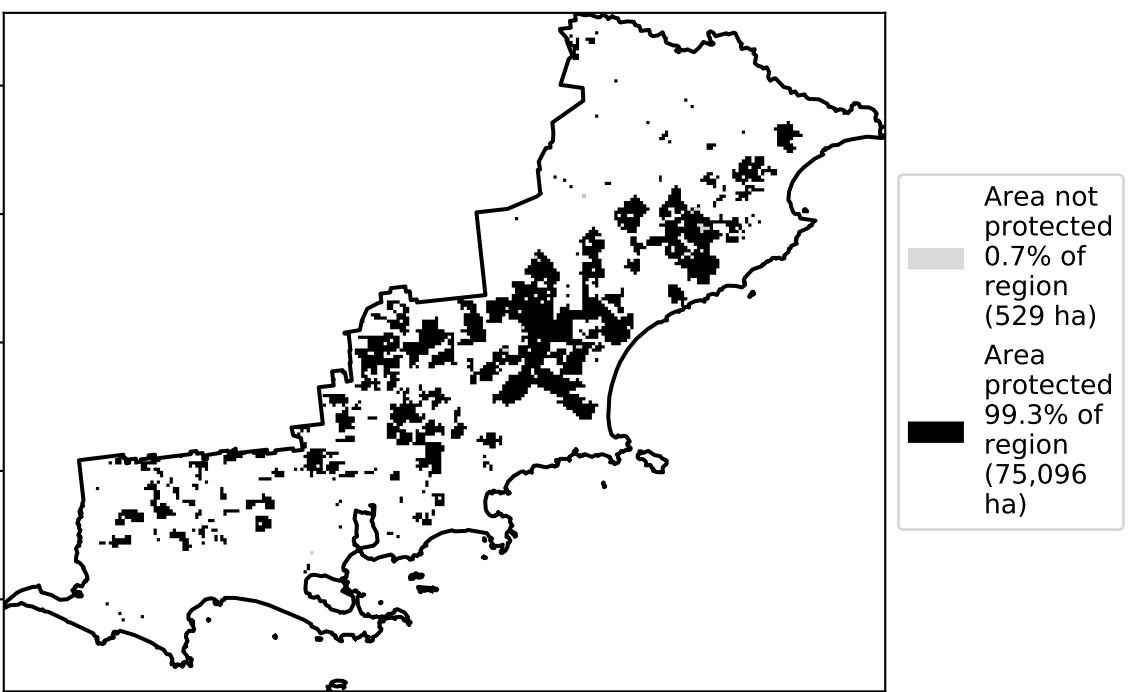 Area not
protected
0.7% of
region
(529 ha)
Area
protected
99.3% of
region
(75,096
ha)